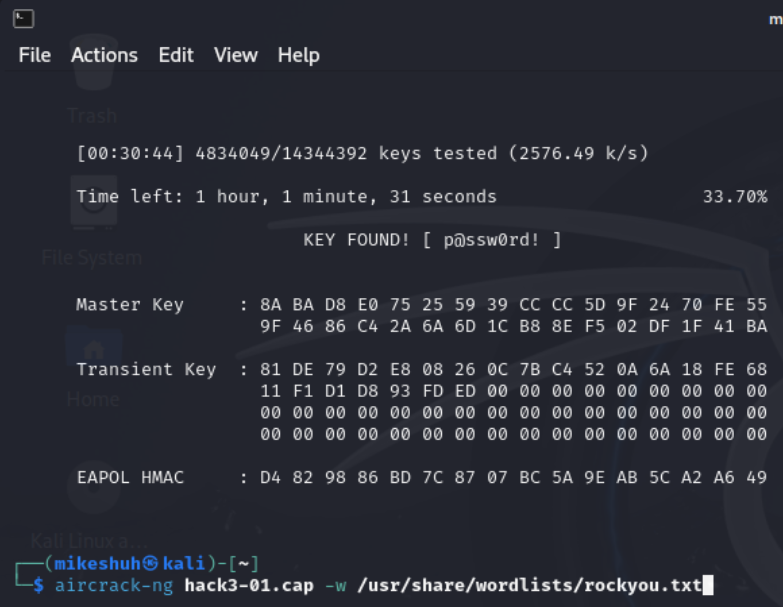 m
File Actions Edit View Help
Trash
[00:30:44] 4834049/14344392 keys tested (2576.49 k/s)
Time left: 1 hour, 1 minute, 31 seconds 33.70%
KEY FOUND! [ p@ssw0rd! ]
File System
Master Key : 8A BA D8 E0 75 25 59 39 CC CC 5D 9F 24 70 FE 55
9F 46 86 C4 2A 6A 6D 1C B8 8E F5 02 DF 1F 41 BA
Transient Key : 81 DE 79 D2 E8 08 26 0C 7B C4 52 0A 6A 18 FE 68
11 F1 D1 D8 93 FD ED 00 00 00 00 00 00 00 00 00
Home
00 00 00 00 00 00 00 00 00 00 00 00 00 00 00 00
00 00 00 00 00 00 00 00 00 00 00 00 00 00 00 00
EAPOL HMAC : D4 82 98 86 BD 7C 87 07 BC 5A 9E AB 5C A2 A6 49
Kali Linux a...
┌──(mikeshuh㉿kali)-[~]
└─$ aircrack-ng hack3-01.cap -w /usr/share/wordlists/rockyou.txt